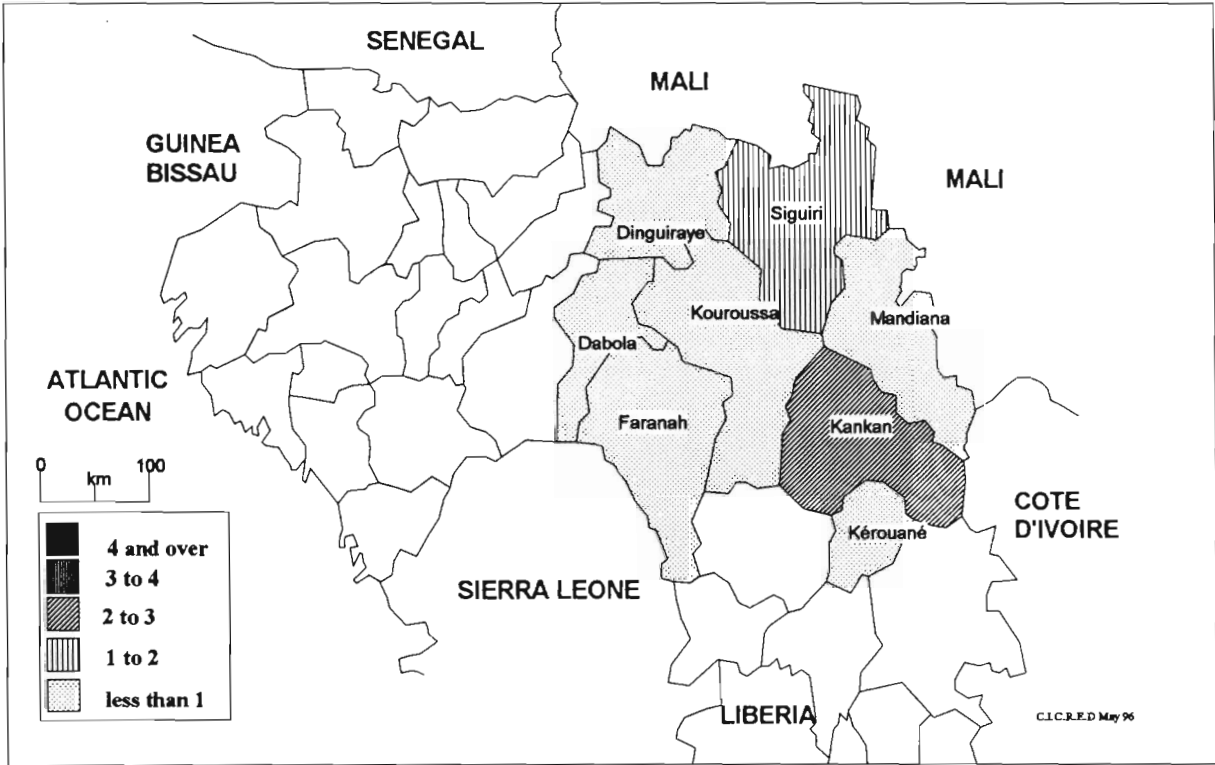 SENEGAL
MALI
GUINEA
BISSAU
MALI
Siguiri
Dinguiraye
Kouroussa
Mandiana
Dabola
ATLANTIC
OCEAN
Faranah
Kankan
0 100
km
COTE
D'IVOIRE
Kérouané
4 and over
3 to 4
2 to 3
1 to 2
less than 1
SIERRA LEONE
LIBERIA
C.I.C.R.E.D May 96